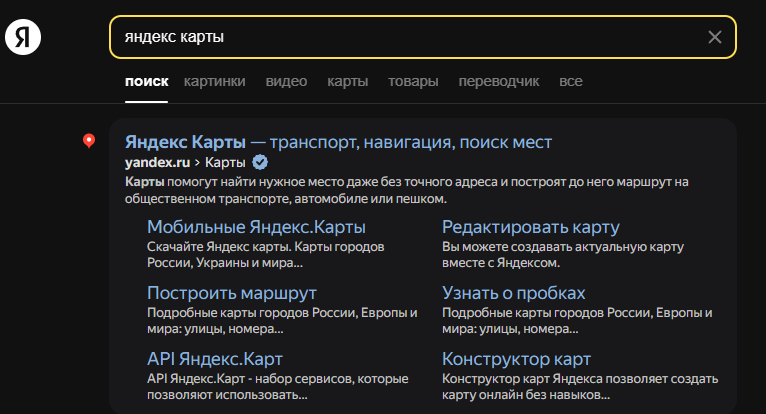 Я
яндекс карты
поиск картинки видео карты товары переводчик все
Яндекс Карты — транспорт, навигация, поиск мест
yandex.ru › Карты
Карты помогут найти нужное место даже без точного адреса и построят до него маршрут на
общественном транспорте, автомобиле или пешком.
Мобильные Яндекс.Карты
Скачайте Яндекс карты. Карты городов
России, Украины и мира...
Редактировать карту
Вы можете создавать актуальную карту
вместе с Яндексом.
Построить маршрут
Подробные карты городов России, Европы и
мира: улицы, номера...
Узнать о пробках
Подробные карты городов России, Европы и
мира: улицы, номера...
API Яндекс.Карт
API Яндекс.Карт - набор сервисов, которые
позволяют использовать...
Конструктор карт
Конструктор карт Яндекса позволяет создать
карту онлайн без навыков...